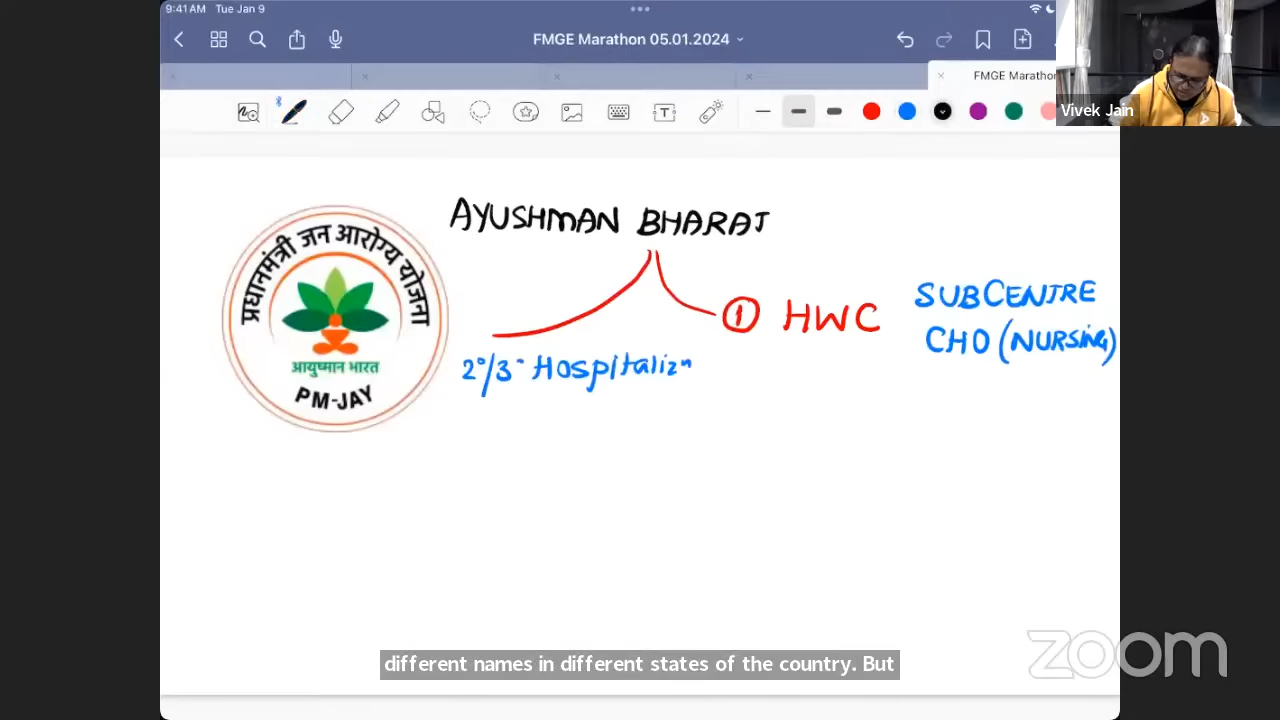 9:41 AM Tue Jan 9
FMGE Marathon 05.01.2024
FMGE Marathon
Vivek Jain
AYUSHMAN BHARAT
प्रधानमंत्री जन आरोग्य योजना
आयुष्मान भारत
PM-JAY
① HWC
SUBCENTRE
CHO (NURSING)
2°/3° Hospitalizn
different names in different states of the country. But
zoom